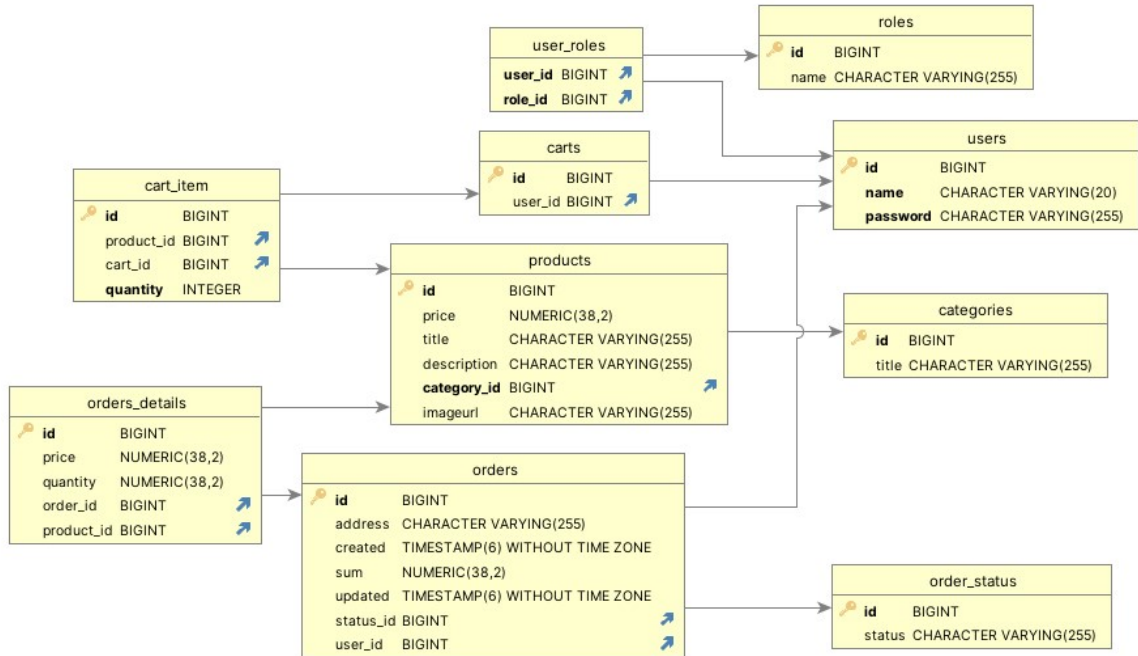 user_roles
user_id BIGINT
role_id BIGINT
roles
id BIGINT
name CHARACTER VARYING(255)
carts
id BIGINT
user_id BIGINT
users
id BIGINT
name CHARACTER VARYING(20)
password CHARACTER VARYING(255)
cart_item
id BIGINT
product_id BIGINT
cart_id BIGINT
quantity INTEGER
products
id BIGINT
price NUMERIC(38,2)
title CHARACTER VARYING(255)
description CHARACTER VARYING(255)
category_id BIGINT
imageurl CHARACTER VARYING(255)
categories
id BIGINT
title CHARACTER VARYING(255)
orders_details
id BIGINT
price NUMERIC(38,2)
quantity NUMERIC(38,2)
order_id BIGINT
product_id BIGINT
orders
id BIGINT
address CHARACTER VARYING(255)
created TIMESTAMP(6) WITHOUT TIME ZONE
sum NUMERIC(38,2)
updated TIMESTAMP(6) WITHOUT TIME ZONE
status_id BIGINT
user_id BIGINT
order_status
id BIGINT
status CHARACTER VARYING(255)